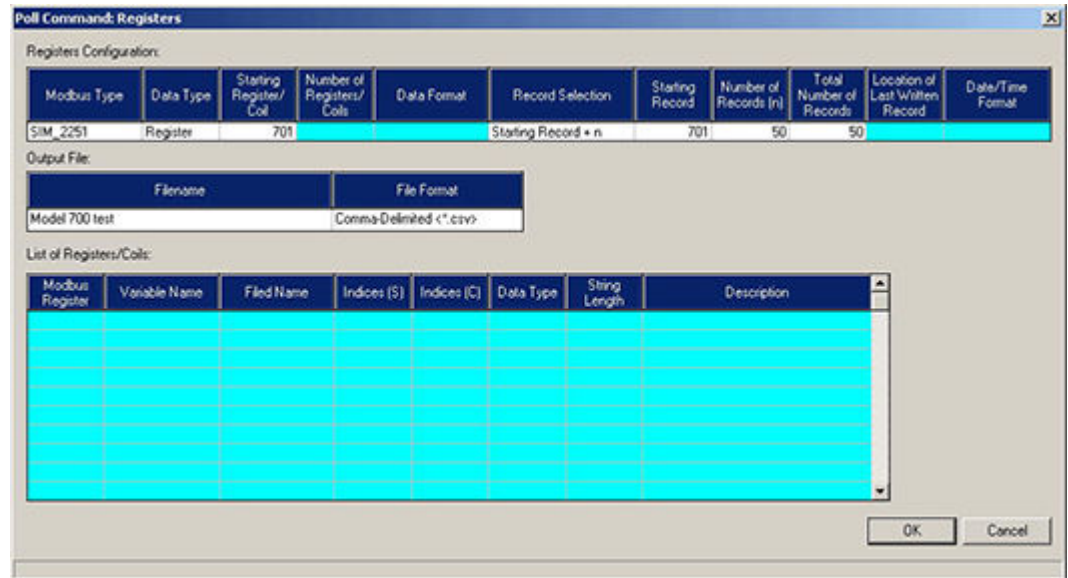 Poll Command: Registers
Registers Configuration:
Modbus Type Data Type Starting Register/ Coil Number of Registers/ Coils Data Format Record Selection Starting Record Number of Records (n) Total Number of Records Location of Last Written Record Date/Time Format
SIM_2251 Register 701 Starting Record + n 701 50 50
Output File:
Filename File Format
Model 700 test Comma-Delimited <*.csv>
List of Registers/Coils:
Modbus Register Variable Name Filed Name Indices (S) Indices (C) Data Type String Length Description
OK Cancel